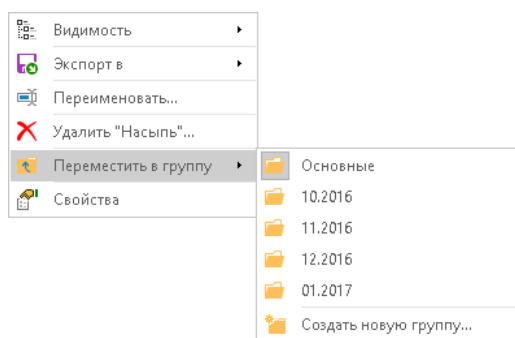 Видимость
Экспорт в
Переименовать...
Удалить "Насыпь"...
Переместить в группу
Свойства
Основные
10.2016
11.2016
12.2016
01.2017
Создать новую группу...